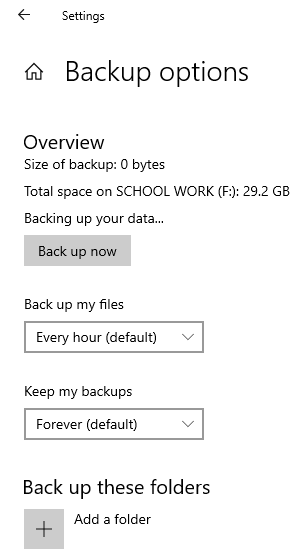 Settings
Backup options
Overview
Size of backup: 0 bytes
Total space on SCHOOL WORK (F:): 29.2 GB
Backing up your data...
Back up now
Back up my files
Every hour (default)
Keep my backups
Forever (default)
Back up these folders
Add a folder